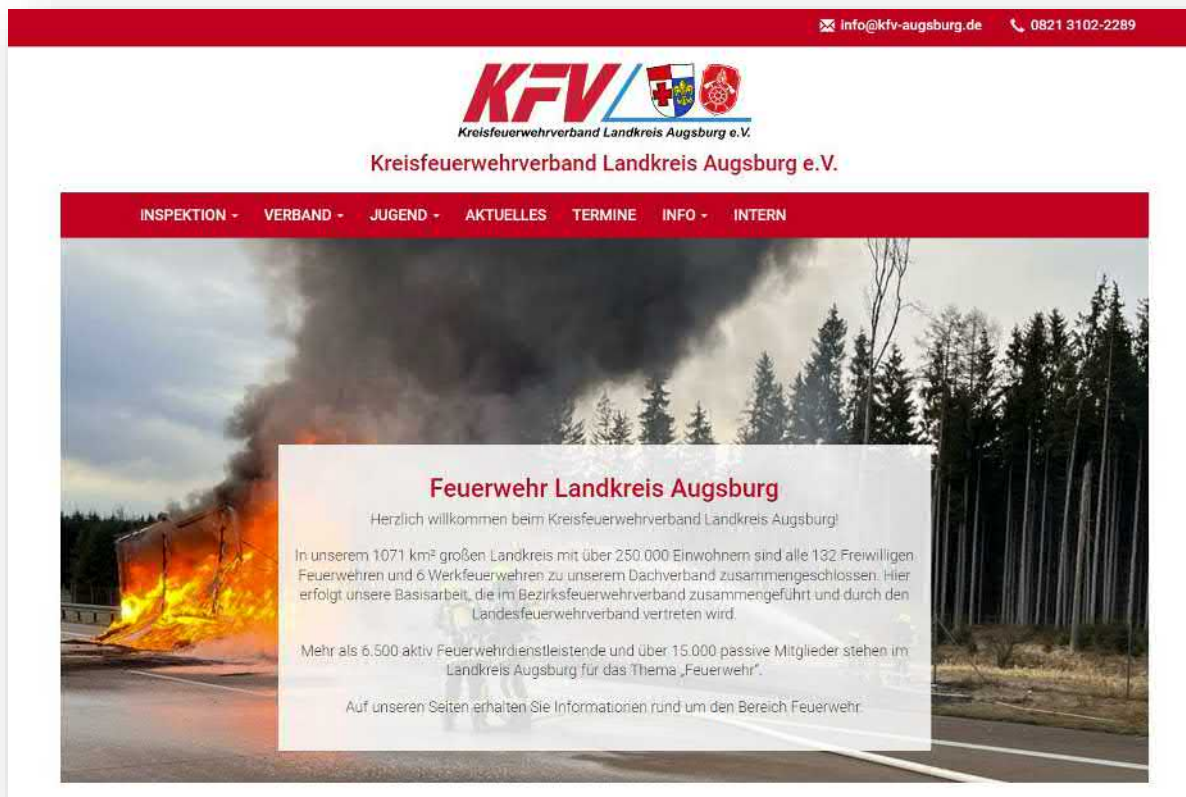 info@kfv-augsburg.de 0821 3102-2289
KFV
Kreisfeuerwehrverband Landkreis Augsburg e.V.
Kreisfeuerwehrverband Landkreis Augsburg e.V.
INSPEKTION VERBAND JUGEND AKTUELLES TERMINE INFO INTERN
Feuerwehr Landkreis Augsburg
Herzlich willkommen beim Kreisfeuerwehrverband Landkreis Augsburg!
In unserem 1071 km² großen Landkreis mit über 250.000 Einwohnern sind alle 132 Freiwilligen
Feuerwehren und 6 Werkfeuerwehren zu unserem Dachverband zusammengeschlossen. Hier
erfolgt unsere Basisarbeit, die im Bezirksfeuerwehrverband zusammengeführt und durch den
Landesfeuerwehrverband vertreten wird.
Mehr als 6.500 aktiv Feuerwehrdienstleistende und über 15.000 passive Mitglieder stehen im
Landkreis Augsburg für das Thema „Feuerwehr“.
Auf unseren Seiten erhalten Sie Informationen rund um den Bereich Feuerwehr.